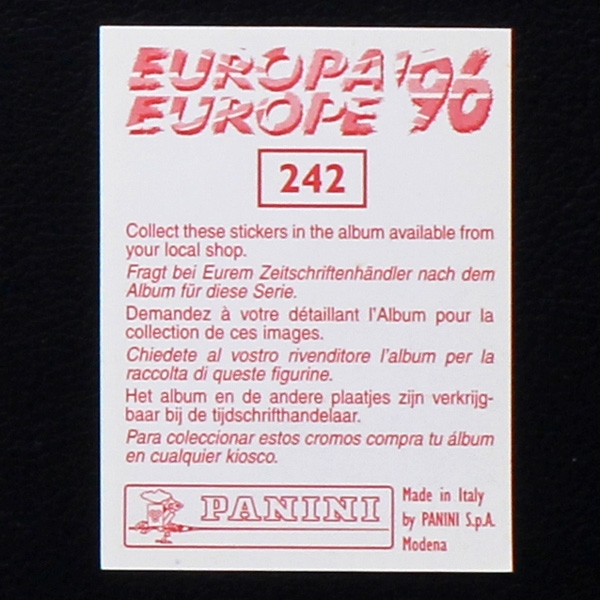 EUROPA '96
EUROPE
242
Collect these stickers in the album available from
your local shop.
Fragt bei Eurem Zeitschriftenhändler nach dem
Album für diese Serie.
Demandez à votre détaillant l'Album pour la
collection de ces images.
Chiedete al vostro rivenditore l'album per la
raccolta di queste figurine.
Het album en de andere plaatjes zijn verkrijg-
baar bij de tijdschrifthandelaar.
Para coleccionar estos cromos compra tu álbum
en cualquier kiosco.
PANINI
Made in Italy
by PANINI S.p.A.
Modena